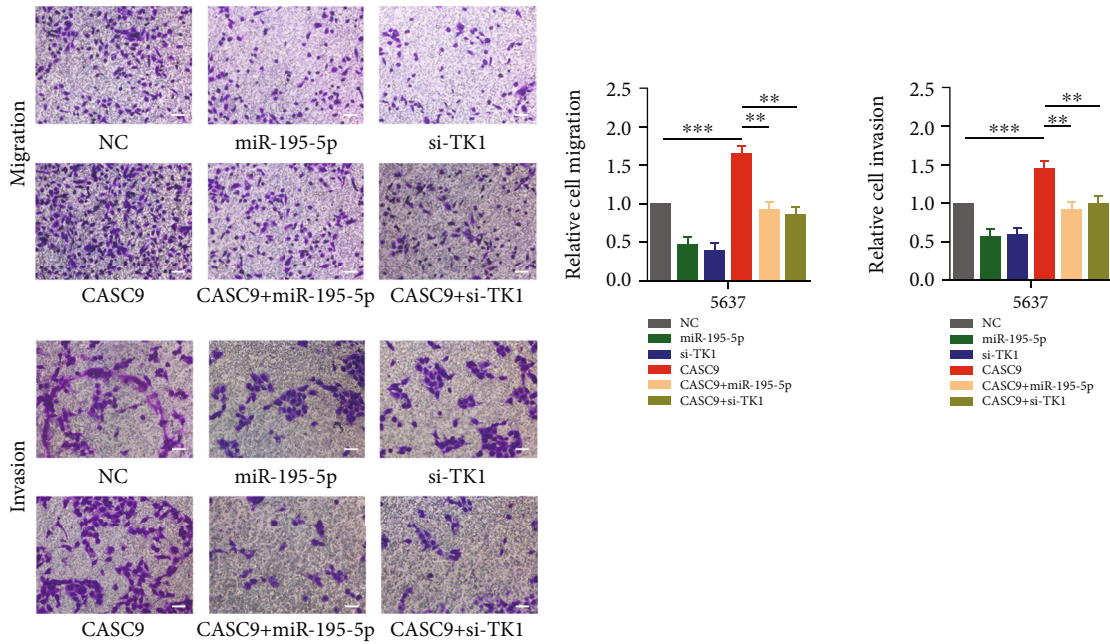 Migration
NC miR-195-5p si-TK1
CASC9 CASC9+miR-195-5p CASC9+si-TK1
Invasion
NC miR-195-5p si-TK1
CASC9 CASC9+miR-195-5p CASC9+si-TK1
Relative cell migration
2.5
2.0
1.5
1.0
0.5
0.0
***
**
**
5637
NC
miR-195-5p
si-TK1
CASC9
CASC9+miR-195-5p
CASC9+si-TK1
Relative cell invasion
2.5
2.0
1.5
1.0
0.5
0.0
***
**
**
5637
NC
miR-195-5p
si-TK1
CASC9
CASC9+miR-195-5p
CASC9+si-TK1